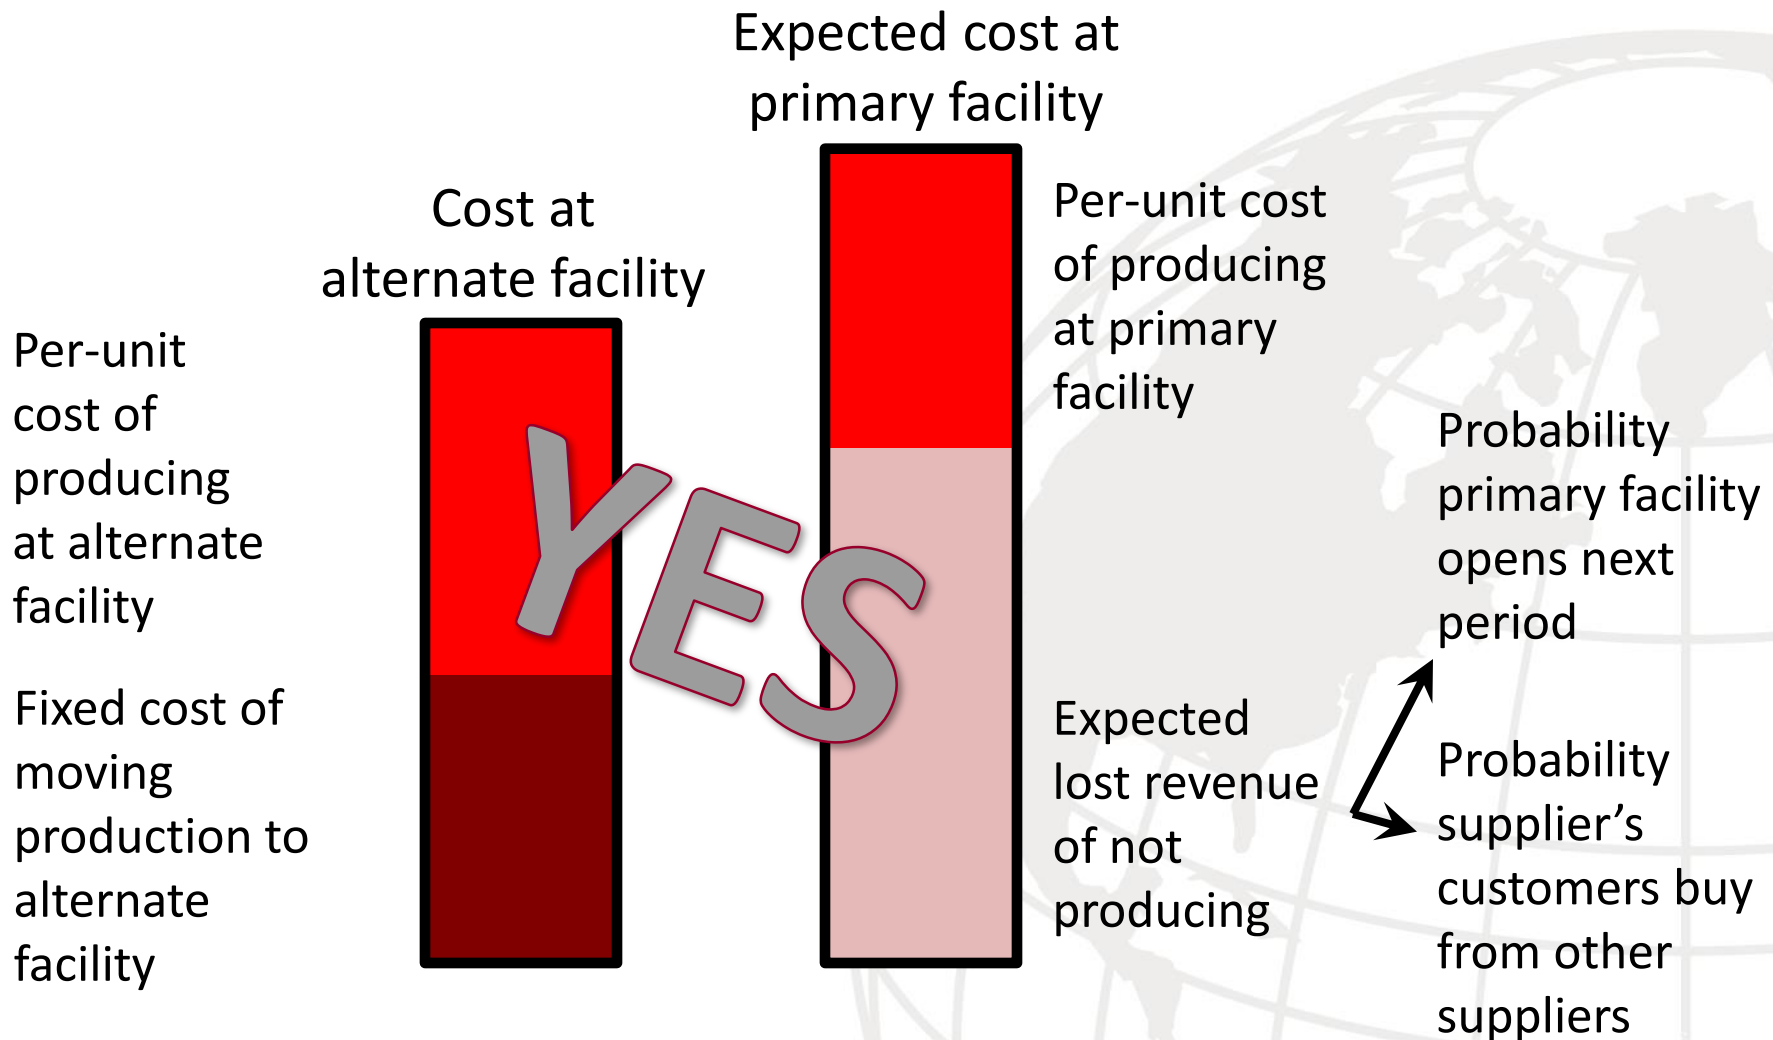 Expected cost at
primary facility
Cost at
alternate facility
Per-unit
cost of
producing
at alternate
facility
Fixed cost of
moving
production to
alternate
facility
YES
Per-unit cost
of producing
at primary
facility
Expected
lost revenue
of not
producing
Probability
primary facility
opens next
period
Probability
supplier’s
customers buy
from other
suppliers